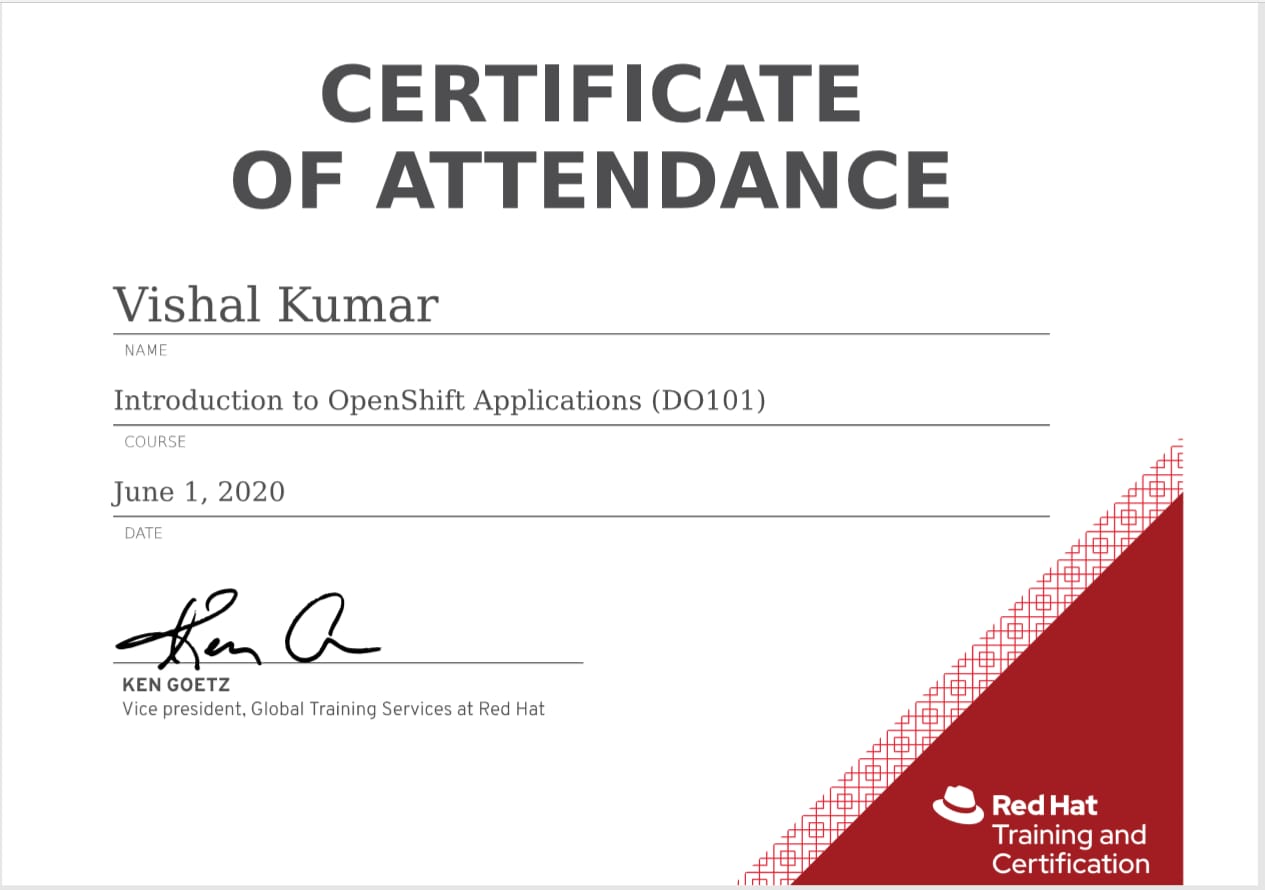 CERTIFICATE
OF ATTENDANCE
Vishal Kumar
NAME
Introduction to OpenShift Applications (DO101)
COURSE
June 1, 2020
DATE
KEN GOETZ
Vice president, Global Training Services at Red Hat
Red Hat
Training and
Certification